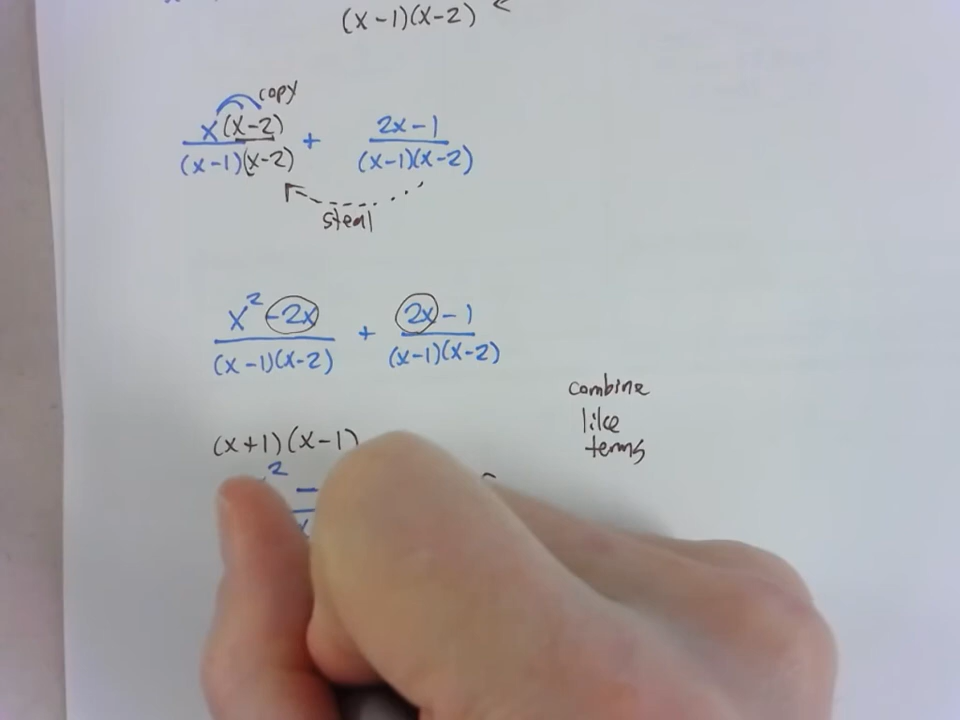 (x-1)(x-2)
copy
x(x-2) + 2x-1
(x-1)(x-2) (x-1)(x-2)
steal
x² -2x + 2x-1
(x-1)(x-2) (x-1)(x-2)
combine
like
terms
(x+1)(x-1)
² -